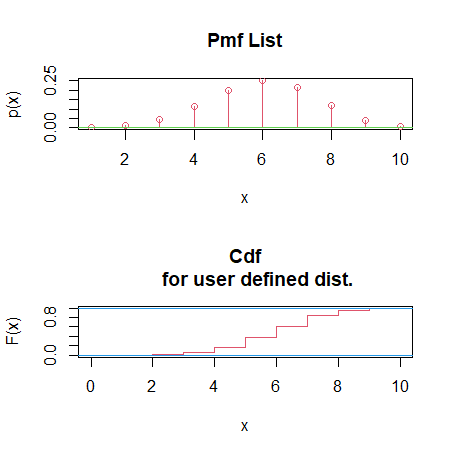 Pmf List
p(x)
0.00 0.25
2 4 6 8 10
x
Cdf
for user defined dist.
F(x)
0.0 0.8
0 2 4 6 8 10
x